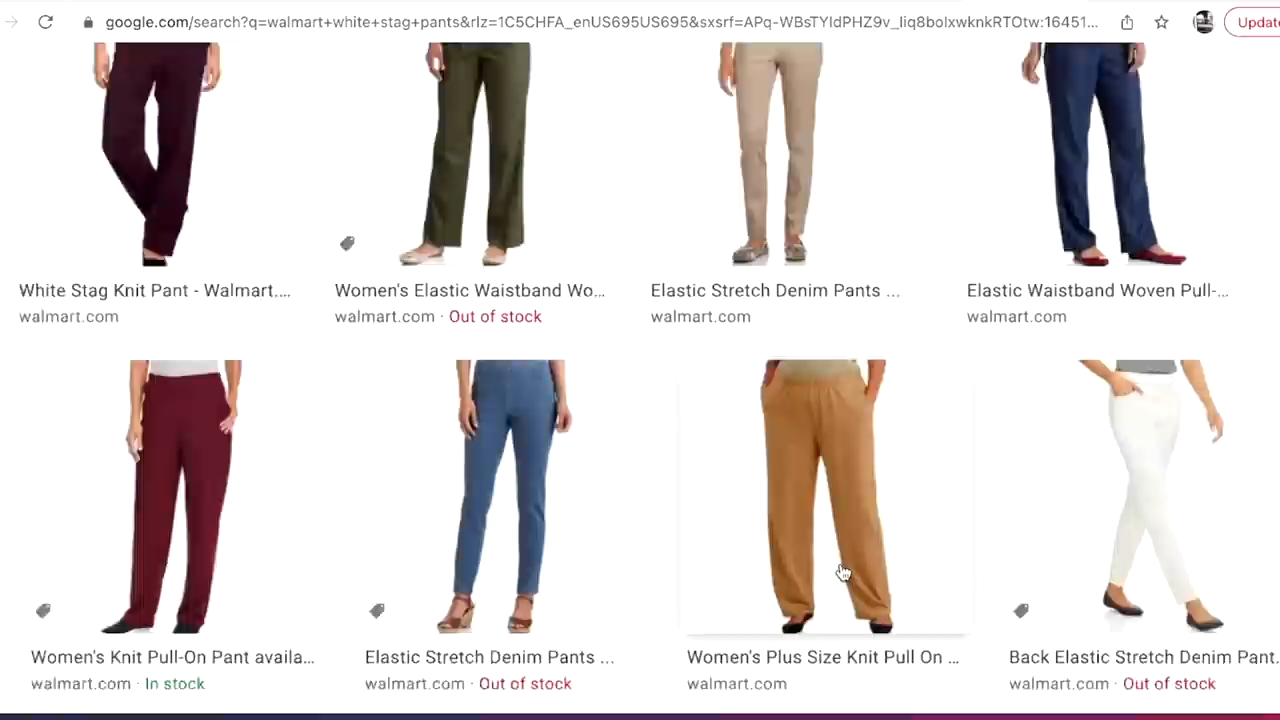 google.com/search?q=walmart+white+stag+pants&rlz=1C5CHFA_enUS695US695&sxsrf=APq-WBsTYldPHZ9v_liq8bolxwknkRTOtw:16451...
Update
White Stag Knit Pant - Walmart....
walmart.com
Women's Elastic Waistband Wo...
walmart.com · Out of stock
Elastic Stretch Denim Pants ...
walmart.com
Elastic Waistband Woven Pull-...
walmart.com
Women's Knit Pull-On Pant availa...
walmart.com · In stock
Elastic Stretch Denim Pants ...
walmart.com · Out of stock
Women's Plus Size Knit Pull On ...
walmart.com
Back Elastic Stretch Denim Pant.
walmart.com · Out of stock